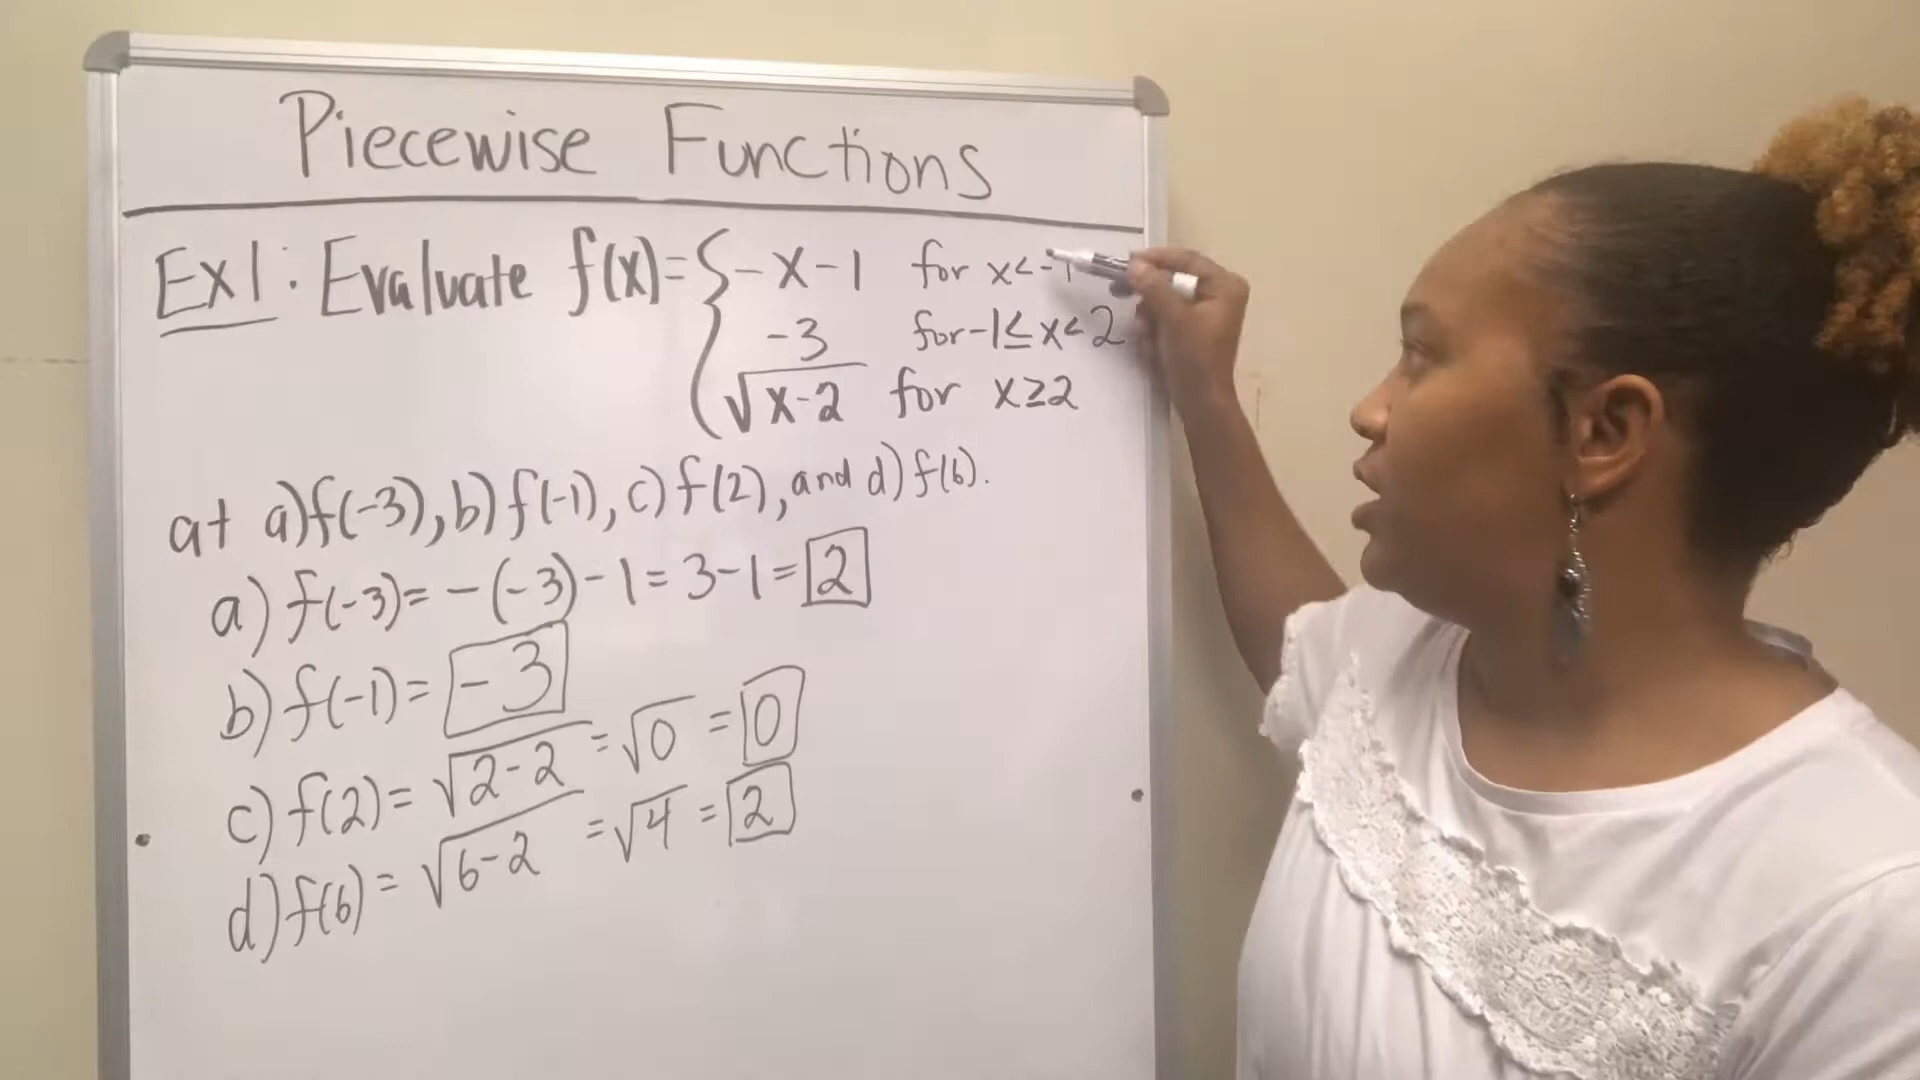 Piecewise Functions
Ex1: Evaluate f(x)= { -x-1 for x<-1
-3 for -1≤x<2
√x-2 for x≥2
at a) f(-3), b) f(-1), c) f(2), and d) f(6).
a) f(-3)= -(-3)-1=3-1=2
b) f(-1)= -3
c) f(2)= √2-2 =√0 =0
d) f(6)= √6-2 =√4 =2